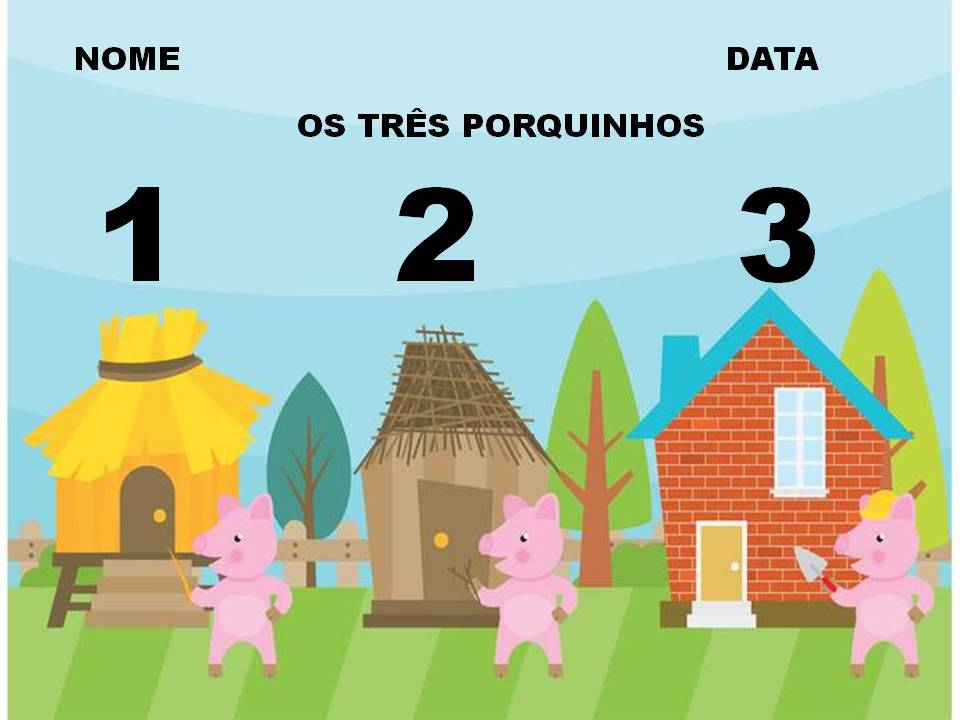 NOME DATA
OS TRÊS PORQUINHOS
1 2 3